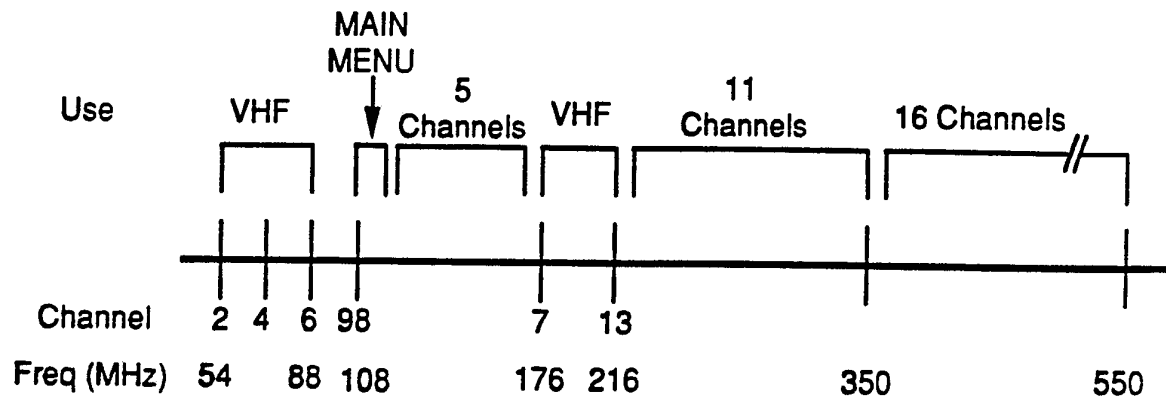 MAIN
MENU
Use
VHF
5
Channels
VHF
11
Channels
16 Channels
Channel 2 4 6 98 7 13
Freq (MHz) 54 88 108 176 216 350 550